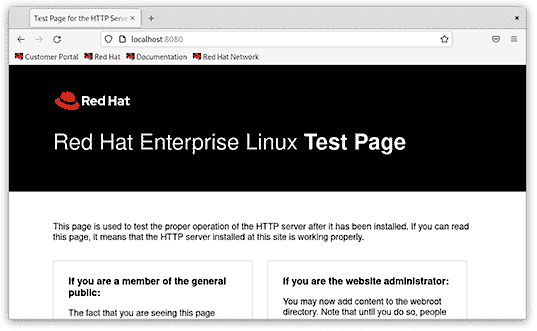 Test Page for the HTTP Server
localhost:8080
Customer Portal Red Hat Documentation Red Hat Network
Red Hat
Red Hat Enterprise Linux Test Page
This page is used to test the proper operation of the HTTP server after it has been installed. If you can read
this page, it means that the HTTP server installed at this site is working properly.
If you are a member of the general
public:
The fact that you are seeing this page
If you are the website administrator:
You may now add content to the webroot
directory. Note that until you do so, people